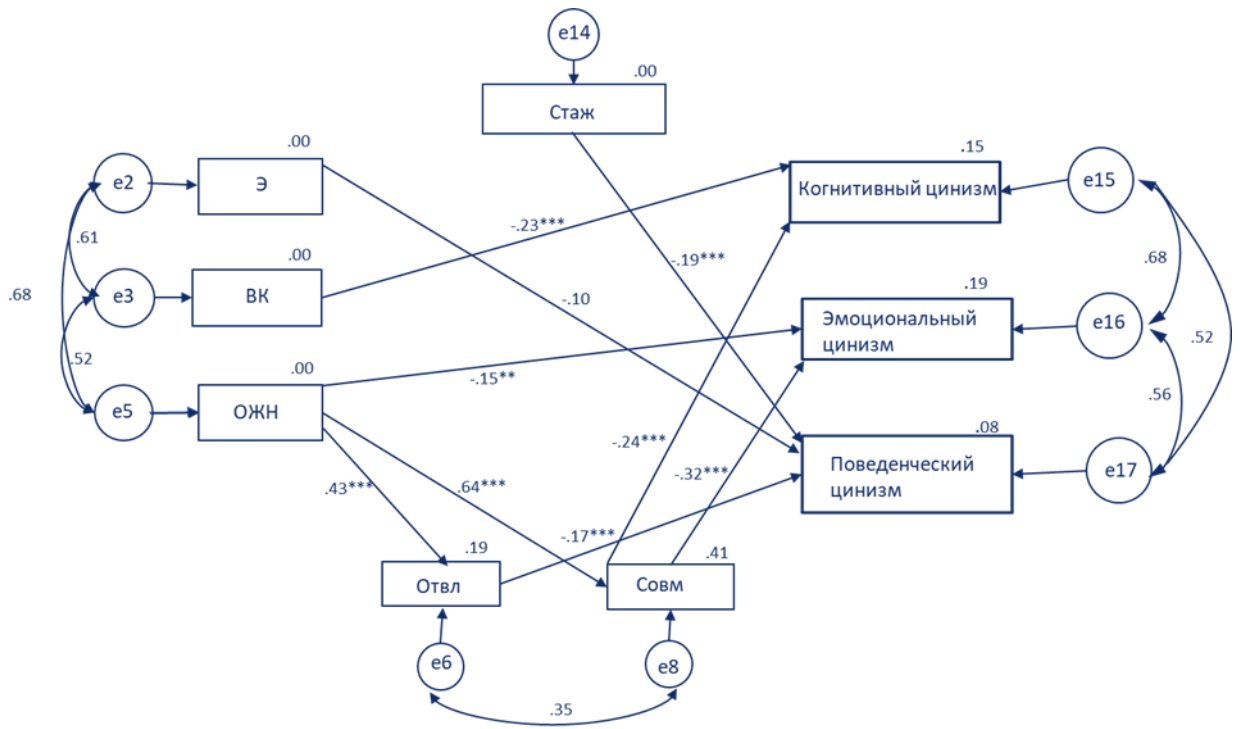 e14
.00
Стаж
.00
e2
Э
.15
Когнитивный цинизм
e15
-.23***
.61
.00
-.19***
.68
.68
e3
ВК
-.10
.19
Эмоциональный
цинизм
e16
.52
.52
.00
-.15**
.56
e5
ОЖН
.08
-.24***
Поведенческий
цинизм
e17
.43***
.64***
-.32***
-.17***
.19
.41
Отвл
Совм
e6
e8
.35